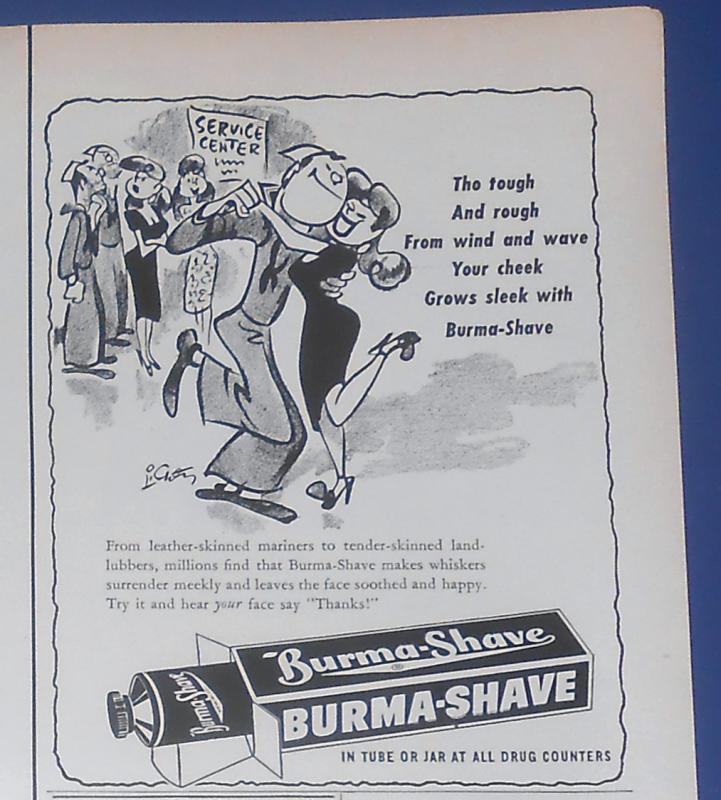 SERVICE
CENTER
Tho tough
And rough
From wind and wave
Your cheek
Grows sleek with
Burma-Shave
From leather-skinned mariners to tender-skinned land-
lubbers, millions find that Burma-Shave makes whiskers
surrender meekly and leaves the face soothed and happy.
Try it and hear your face say "Thanks!"
Burma-Shave
BURMA-SHAVE
Burma-Shave
IN TUBE OR JAR AT ALL DRUG COUNTERS